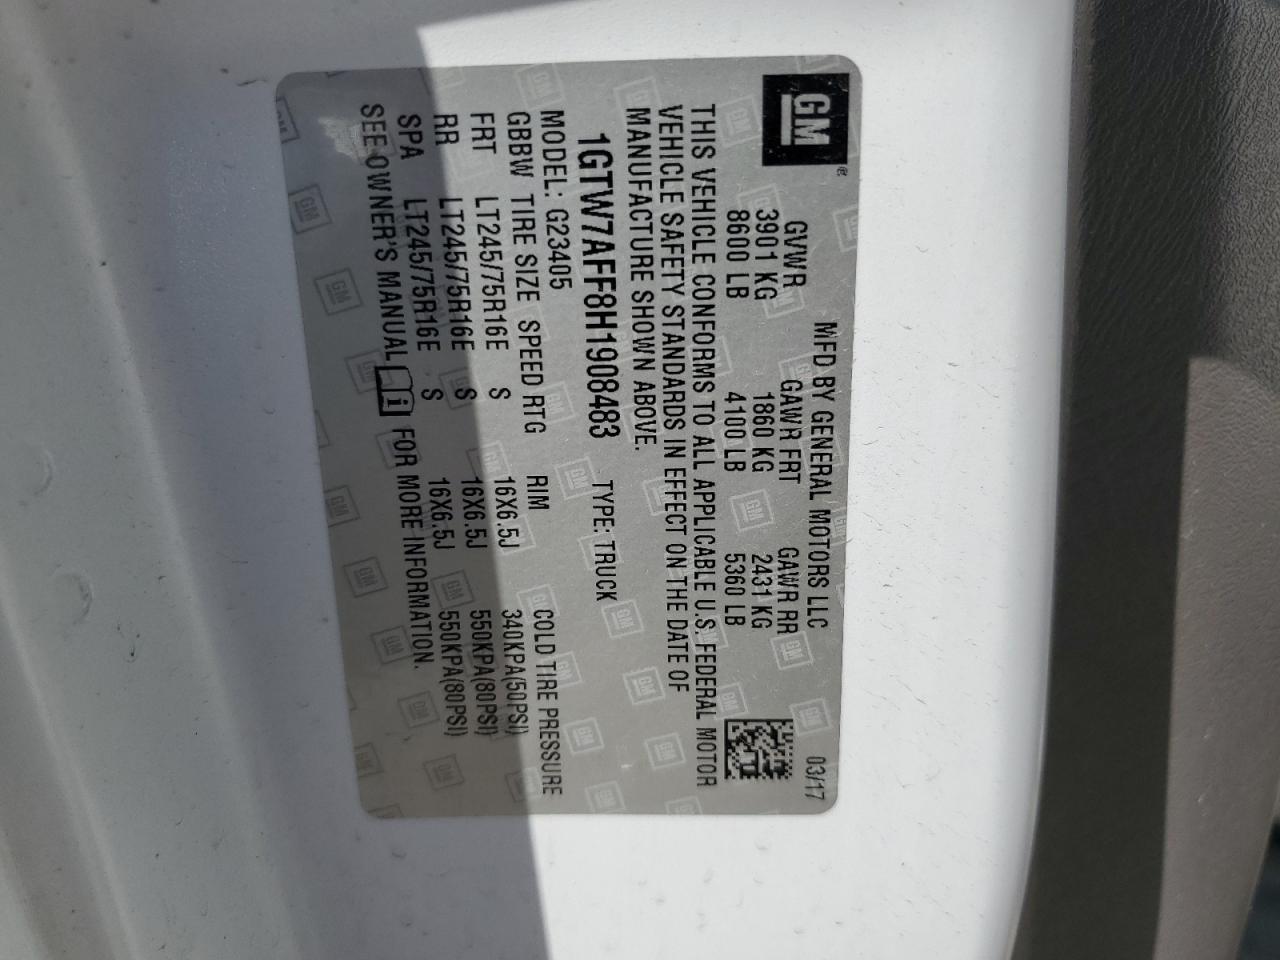 GM®
MFD BY GENERAL MOTORS LLC 03/17
GVWR GAWR FRT GAWR RR
3901 KG 1860 KG 2431 KG
8600 LB 4100 LB 5360 LB
THIS VEHICLE CONFORMS TO ALL APPLICABLE U.S. FEDERAL MOTOR
VEHICLE SAFETY STANDARDS IN EFFECT ON THE DATE OF
MANUFACTURE SHOWN ABOVE.
1GTW7AFF8H1908483 TYPE: TRUCK
MODEL: G23405
GBBW TIRE SIZE SPEED RTG RIM COLD TIRE PRESSURE
FRT LT245/75R16E S 16X6.5J 340KPA(50PSI)
RR LT245/75R16E S 16X6.5J 550KPA(80PSI)
SPA LT245/75R16E S 16X6.5J 550KPA(80PSI)
SEE OWNER'S MANUAL i FOR MORE INFORMATION.